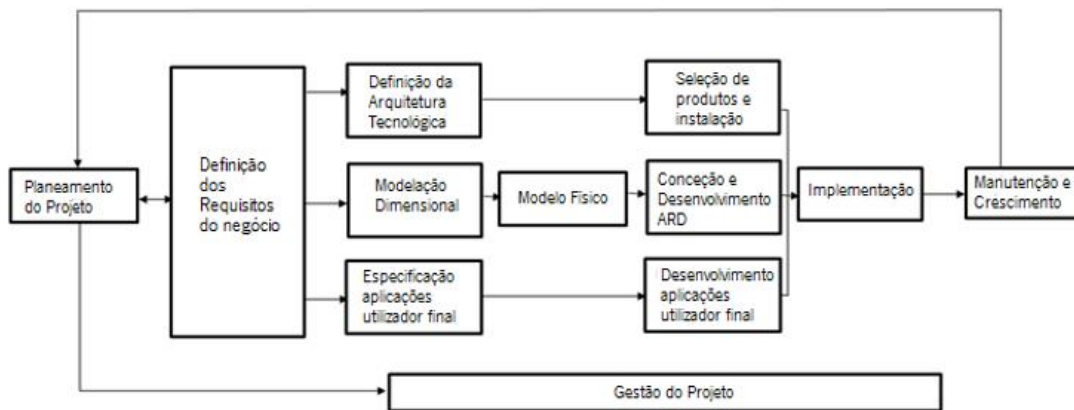 Planeamento
do Projeto
Definição
dos
Requisitos
do negócio
Definição da
Arquitetura
Tecnológica
Seleção de
produtos e
instalação
Modelação
Dimensional
Modelo Físico
Conceção e
Desenvolvimento
ARD
Especificação
aplicações
utilizador final
Desenvolvimento
aplicações
utilizador final
Implementação
Manutenção e
Crescimento
Gestão do Projeto